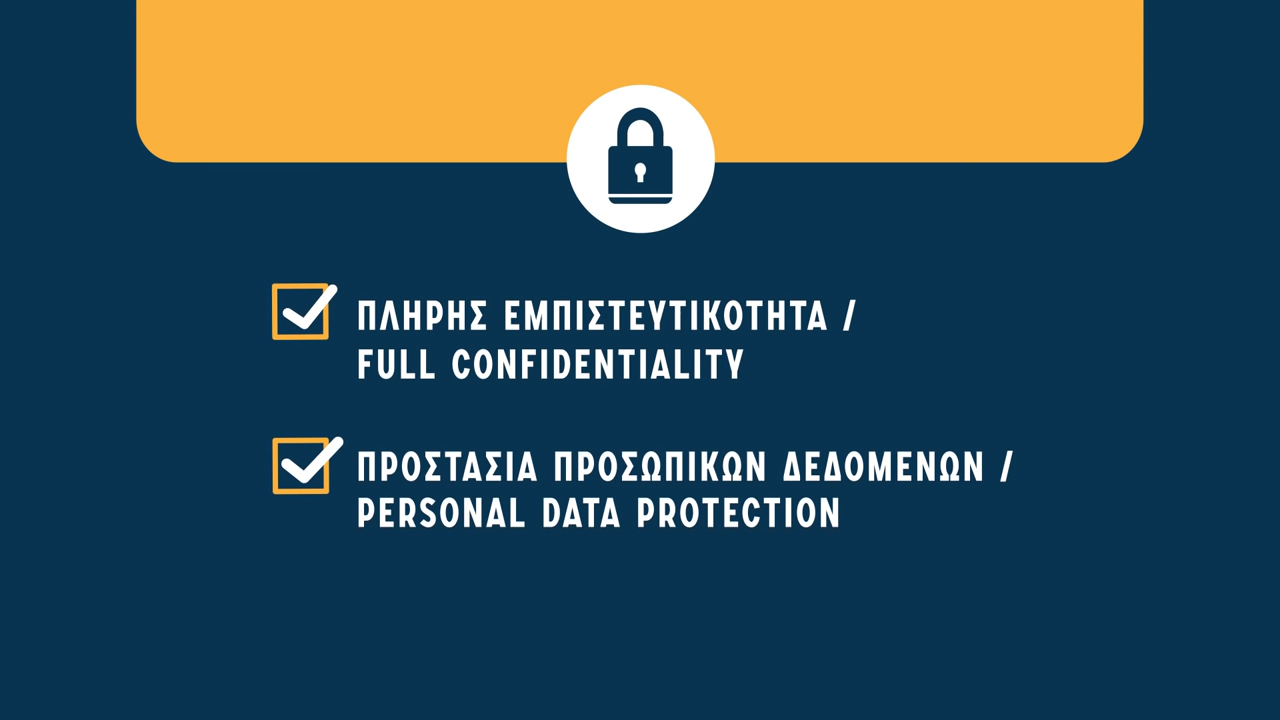 ΠΛΗΡΗΣ ΕΜΠΙΣΤΕΥΤΙΚΟΤΗΤΑ /
FULL CONFIDENTIALITY
ΠΡΟΣΤΑΣΙΑ ΠΡΟΣΩΠΙΚΩΝ ΔΕΔΟΜΕΝΩΝ /
PERSONAL DATA PROTECTION